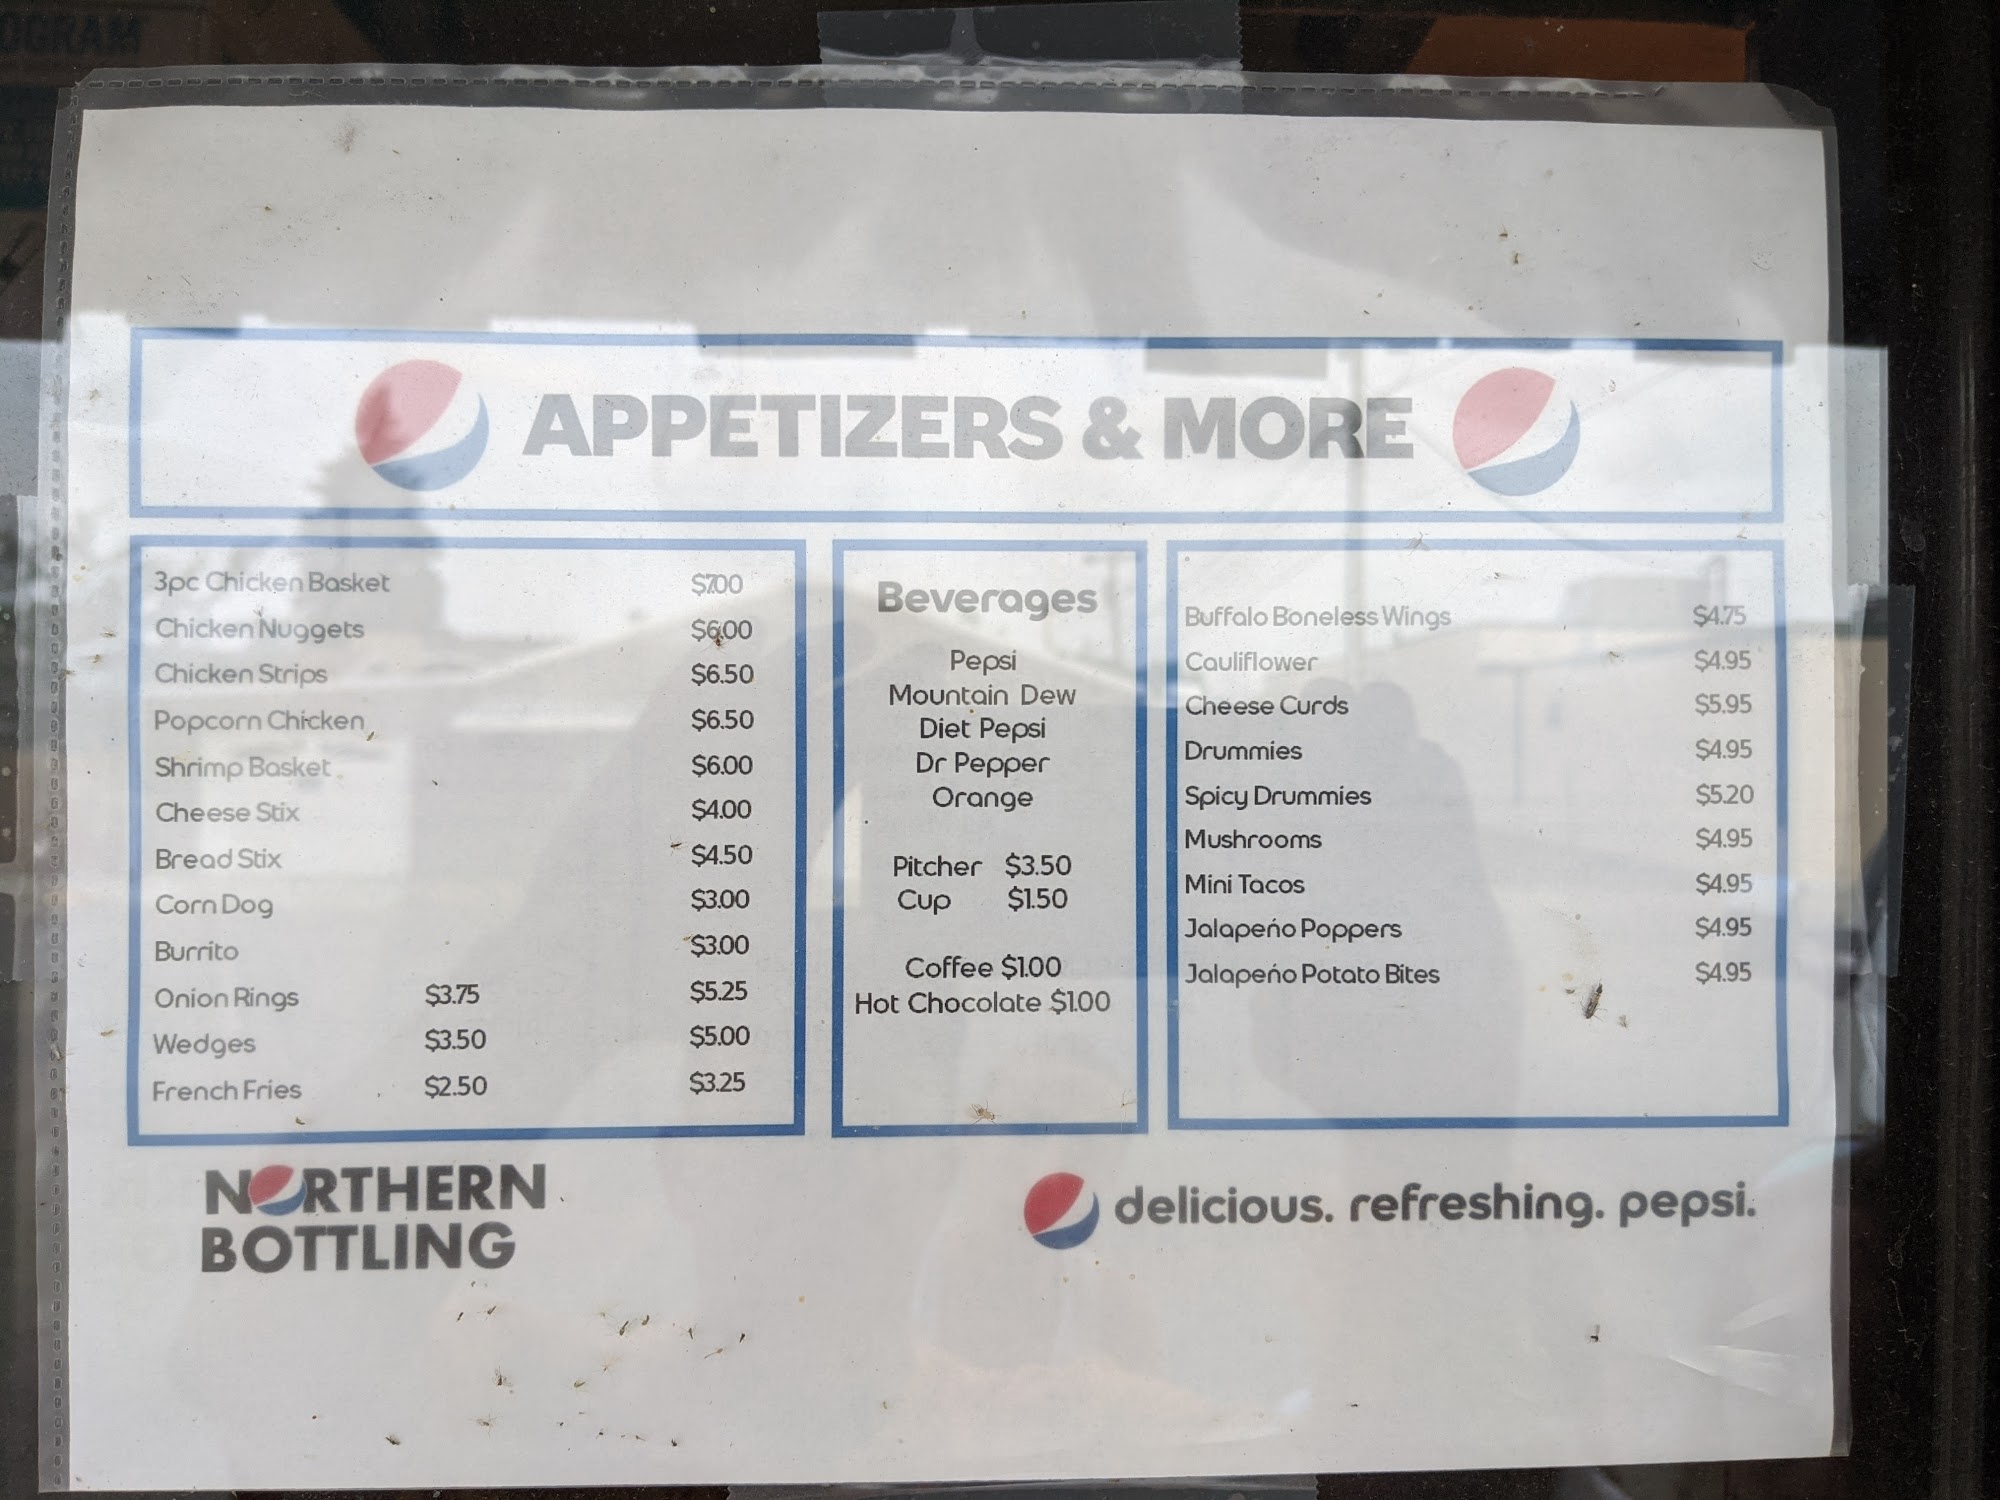 OGRAM
APPETIZERS & MORE
3pc Chicken Basket $7.00
Chicken Nuggets $6.00
Chicken Strips $6.50
Popcorn Chicken $6.50
Shrimp Basket $6.00
Cheese Stix $4.00
Bread Stix $4.50
Corn Dog $3.00
Burrito $3.00
Onion Rings $3.75 $5.25
Wedges $3.50 $5.00
French Fries $2.50 $3.25
Beverages
Pepsi
Mountain Dew
Diet Pepsi
Dr Pepper
Orange
Pitcher $3.50
Cup $1.50
Coffee $1.00
Hot Chocolate $1.00
Buffalo Boneless Wings $4.75
Cauliflower $4.95
Cheese Curds $5.95
Drummies $4.95
Spicy Drummies $5.20
Mushrooms $4.95
Mini Tacos $4.95
Jalapeńo Poppers $4.95
Jalapeńo Potato Bites $4.95
NORTHERN
BOTTLING
delicious. refreshing. pepsi.